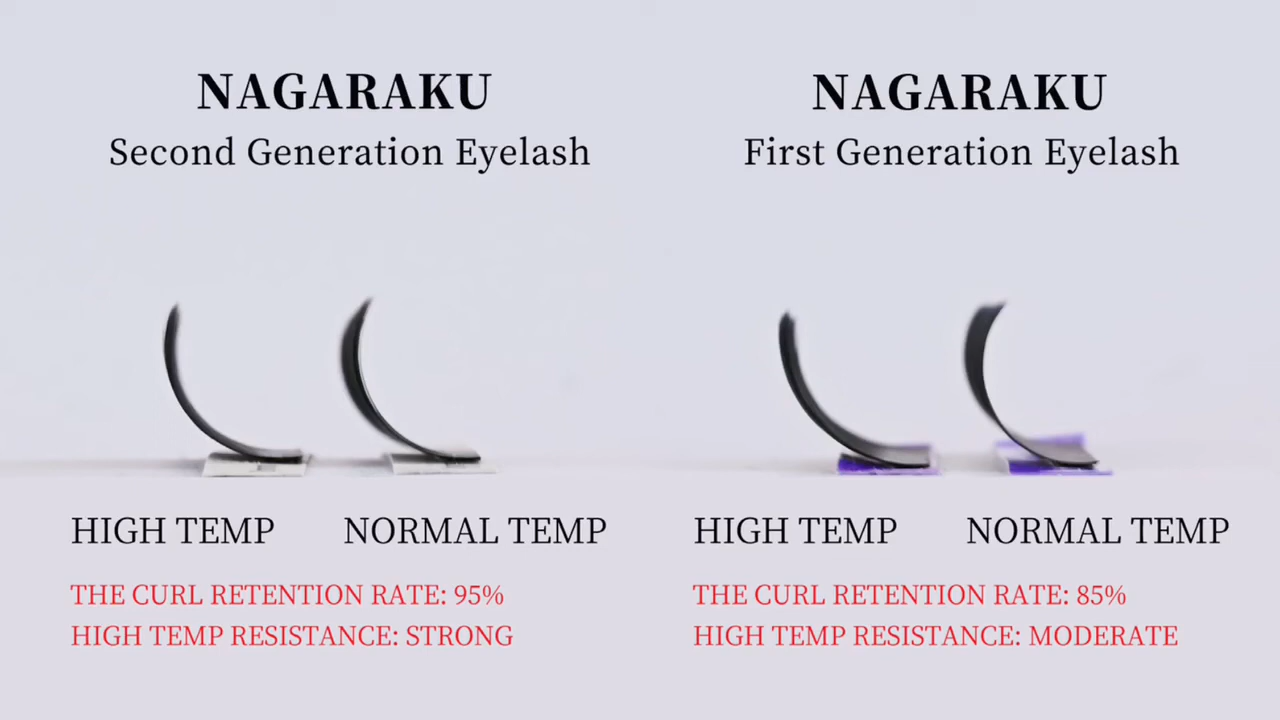 NAGARAKU
Second Generation Eyelash
HIGH TEMP
NORMAL TEMP
THE CURL RETENTION RATE: 95%
HIGH TEMP RESISTANCE: STRONG
NAGARAKU
First Generation Eyelash
HIGH TEMP
NORMAL TEMP
THE CURL RETENTION RATE: 85%
HIGH TEMP RESISTANCE: MODERATE